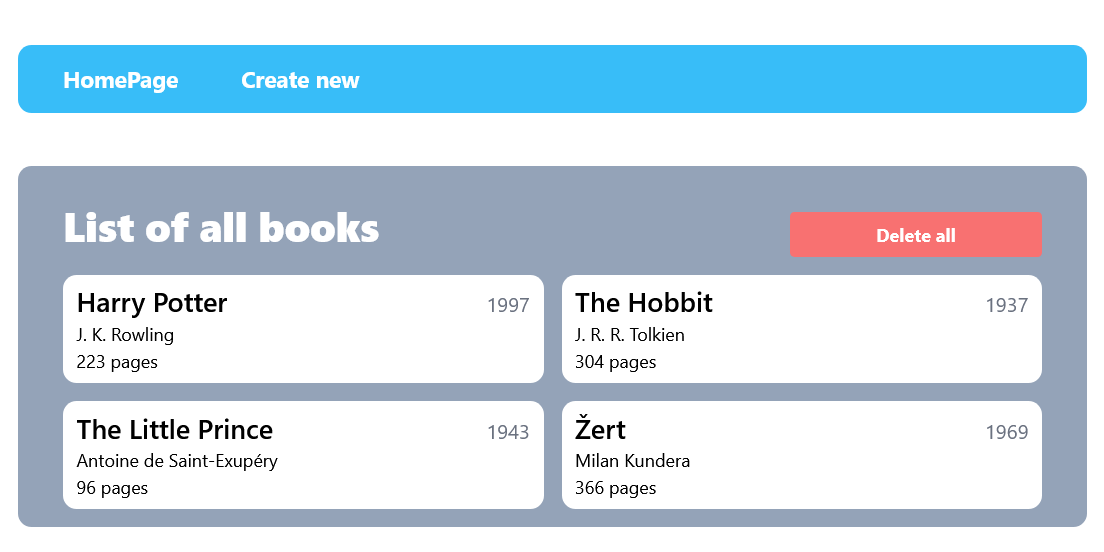 HomePage Create new
List of all books
Delete all
Harry Potter 1997
J. K. Rowling
223 pages
The Hobbit 1937
J. R. R. Tolkien
304 pages
The Little Prince 1943
Antoine de Saint-Exupéry
96 pages
Žert 1969
Milan Kundera
366 pages